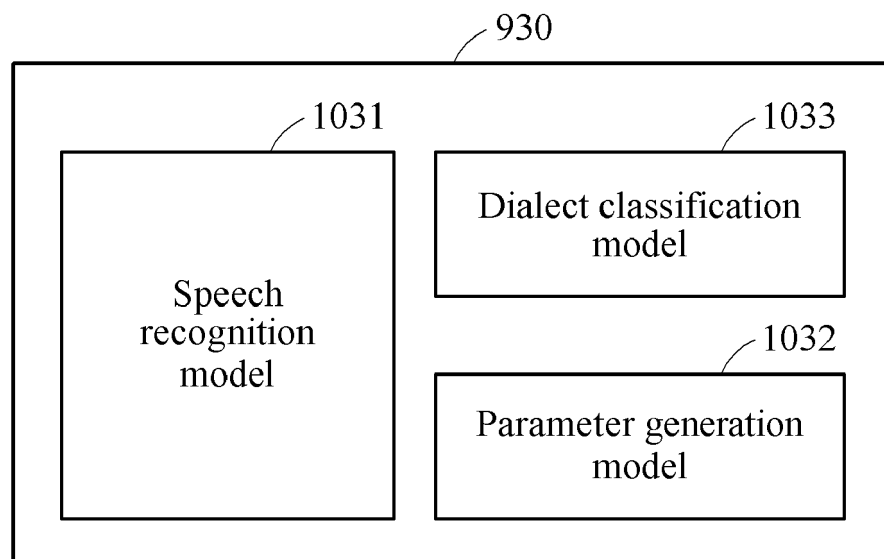 930
1031
Speech
recognition
model
1033
Dialect classification
model
1032
Parameter generation
model